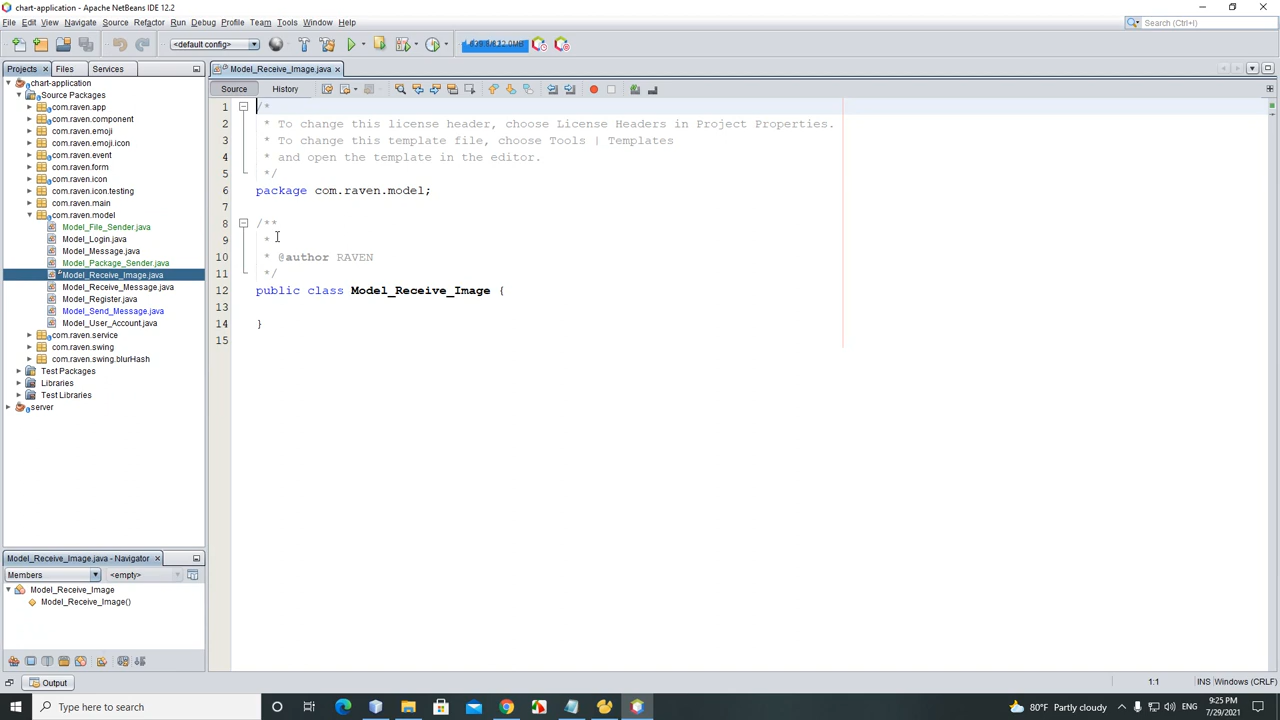 chart-application - Apache NetBeans IDE 12.2
File Edit View Navigate Source Refactor Run Debug Profile Team Tools Window Help
Search (Ctrl+I)
<default config>
Projects Files Services
Model_Receive_Image.java
Source History
chart-application
Source Packages
com.raven.app
com.raven.component
com.raven.emoji
com.raven.emoji.icon
com.raven.event
com.raven.form
com.raven.icon
com.raven.icon.testing
com.raven.main
com.raven.model
Model_File_Sender.java
Model_Login.java
Model_Message.java
Model_Package_Sender.java
Model_Receive_Image.java
Model_Receive_Message.java
Model_Register.java
Model_Send_Message.java
Model_User_Account.java
com.raven.service
com.raven.swing
com.raven.swing.blurHash
Test Packages
Libraries
Test Libraries
server
1 /*
2 * To change this license header, choose License Headers in Project Properties.
3 * To change this template file, choose Tools | Templates
4 * and open the template in the editor.
5 */
6 package com.raven.model;
7
8 /**
9 *
10 * @author RAVEN
11 */
12 public class Model_Receive_Image {
13
14 }
15
Model_Receive_Image.java - Navigator
Members <empty>
Model_Receive_Image
Model_Receive_Image()
Output
1:1 INS Windows (CRLF)
Type here to search
80°F Partly cloudy ENG
9:25 PM
7/29/2021